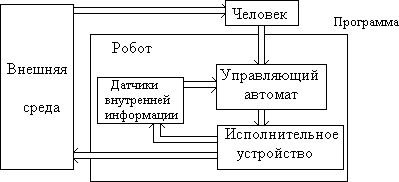 Человек
Программа
Робот
Внешняя
среда
Датчики
внутренней
информации
Управляющий
автомат
Исполнительное
устройство